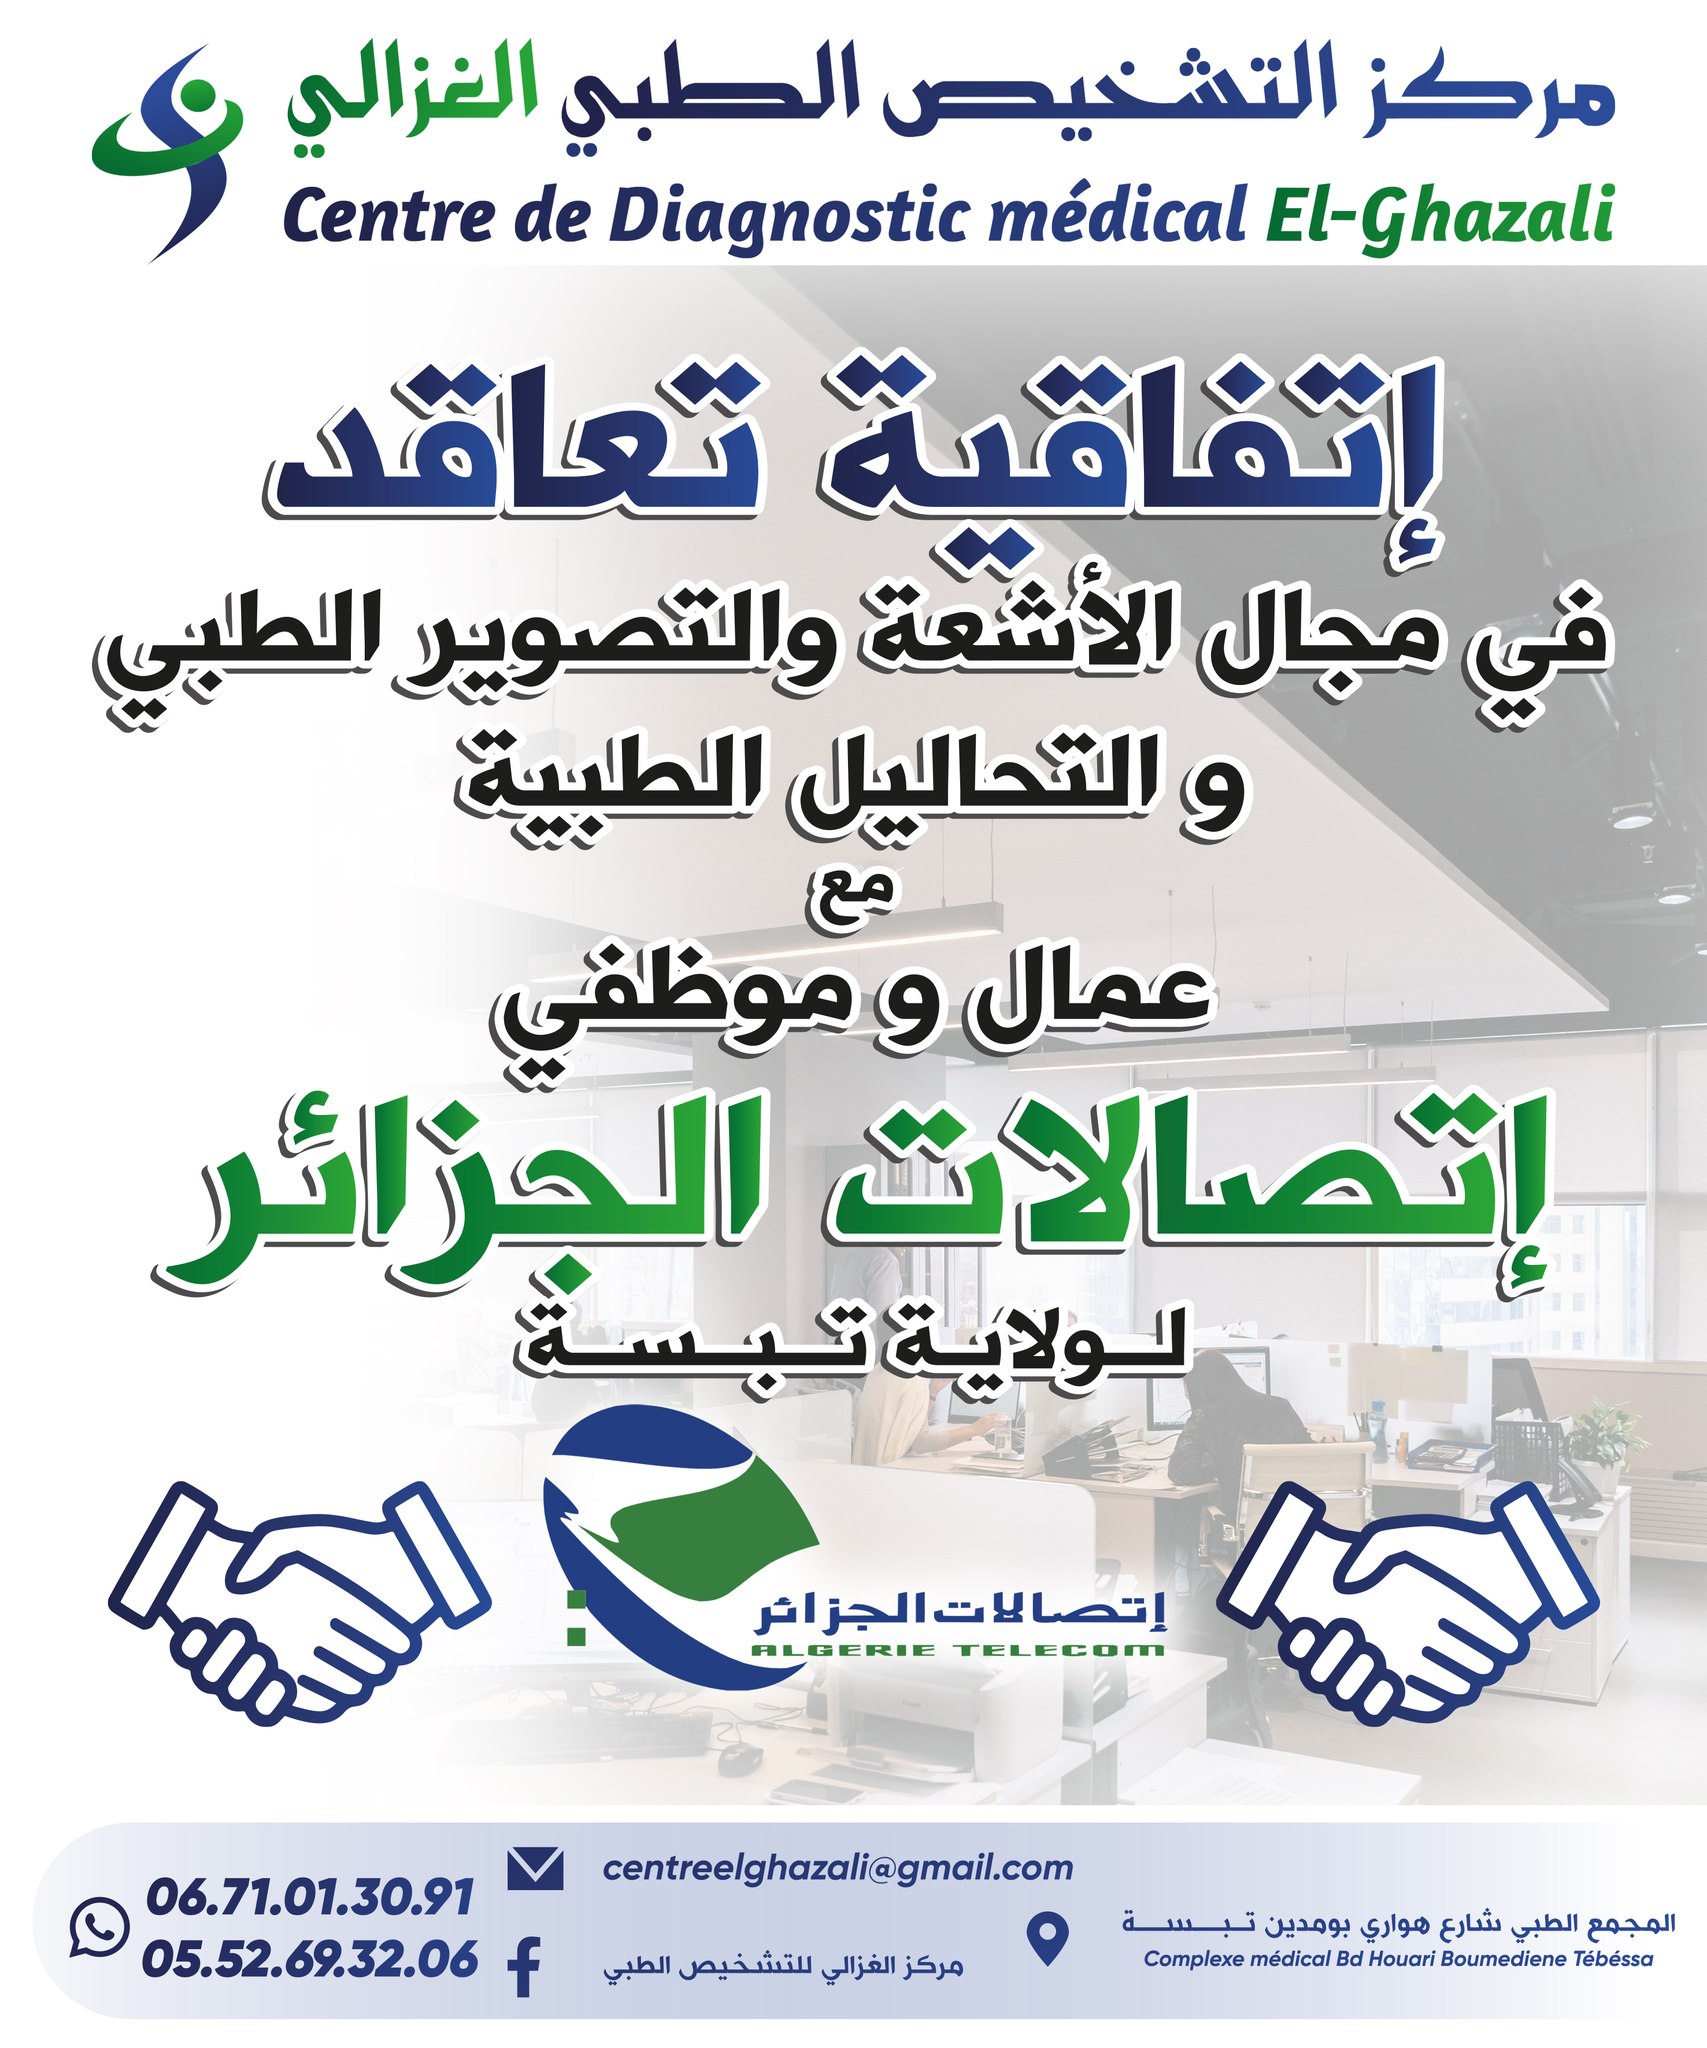 مركز التشخيص الطبي الغزالي
Centre de Diagnostic médical El-Ghazali
إتفاقية تعاقد
في مجال الأشعة والتصوير الطبي
و التحاليل الطبية
مع
عمال و موظفي
إتصالات الجزائر
لـولايـة تـبـسـة
إتصالات الجزائر
ALGERIE TELECOM
06.71.01.30.91
05.52.69.32.06
centreelghazali@gmail.com
مركز الغزالي للتشخيص الطبي
المجمع الطبي شارع هواري بومدين تـبـسـة
Complexe médical Bd Houari Boumediene Tébéssa